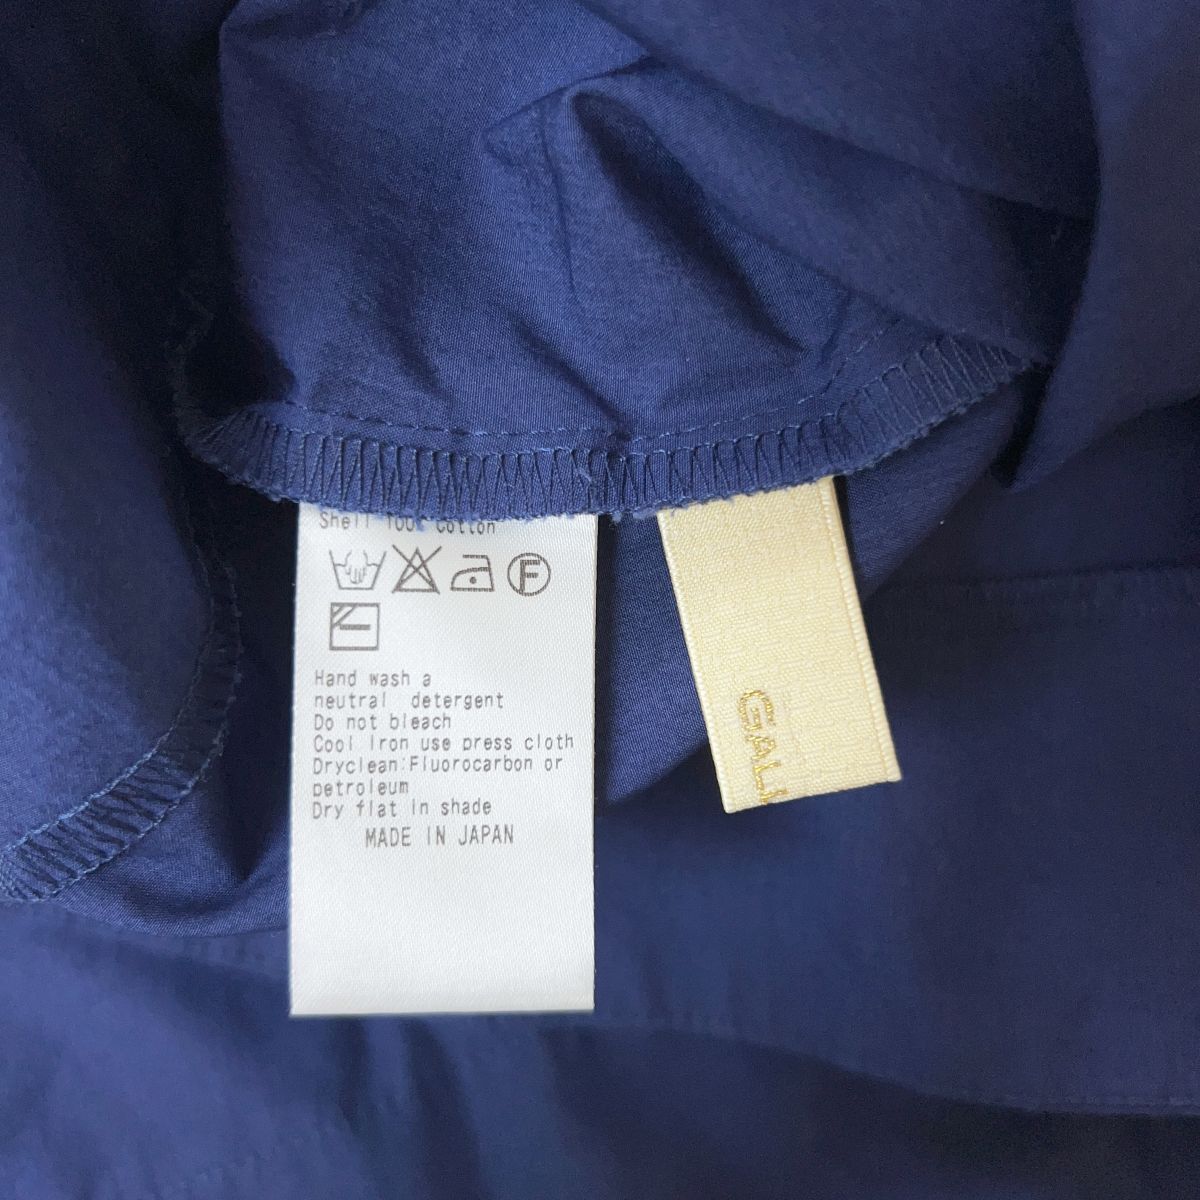 Shell 100% Cotton
F
Hand wash a
neutral detergent
Do not bleach
Cool Iron use press cloth
Dryclean:Fluorocarbon or
petroleum
Dry flat in shade
MADE IN JAPAN
GAL